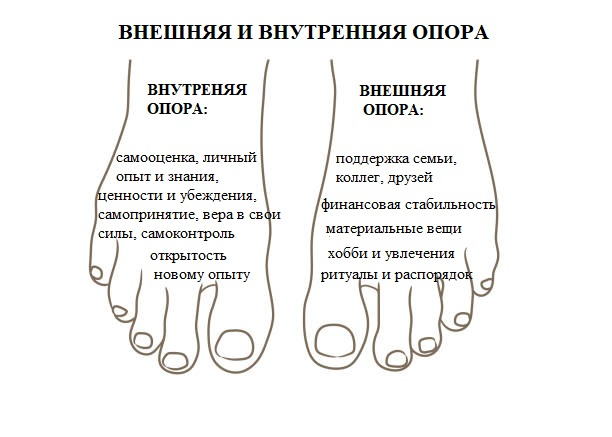 ВНЕШНЯЯ И ВНУТРЕННЯЯ ОПОРА
ВНУТРЕНЯЯ
ОПОРА:
самооценка, личный
опыт и знания,
ценности и убеждения,
самопринятие, вера в свои
силы, самоконтроль
открытость
новому опыту
ВНЕШНЯЯ
ОПОРА:
поддержка семьи,
коллег, друзей
финансовая стабильность
материальные вещи
хобби и увлечения
ритуалы и распорядок